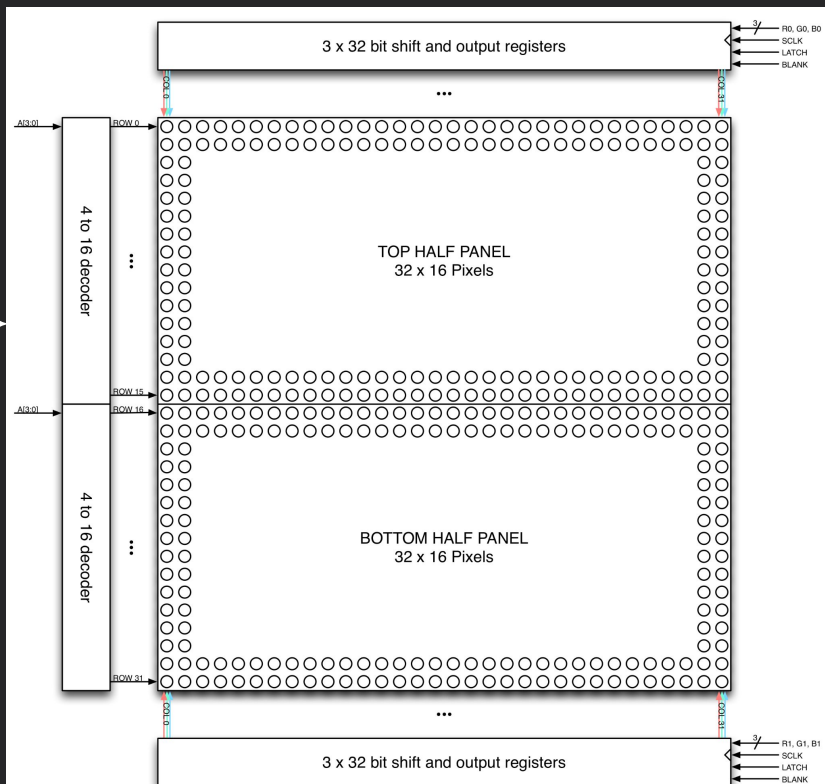 3 x 32 bit shift and output registers
3
R0, G0, B0
SCLK
LATCH
BLANK
COL 0
...
COL 31
A[3:0]
ROW 0
4 to 16 decoder
...
TOP HALF PANEL
32 x 16 Pixels
ROW 15
A[3:0]
ROW 16
4 to 16 decoder
...
BOTTOM HALF PANEL
32 x 16 Pixels
ROW 31
COL 0
...
COL 31
3 x 32 bit shift and output registers
3
R1, G1, B1
SCLK
LATCH
BLANK